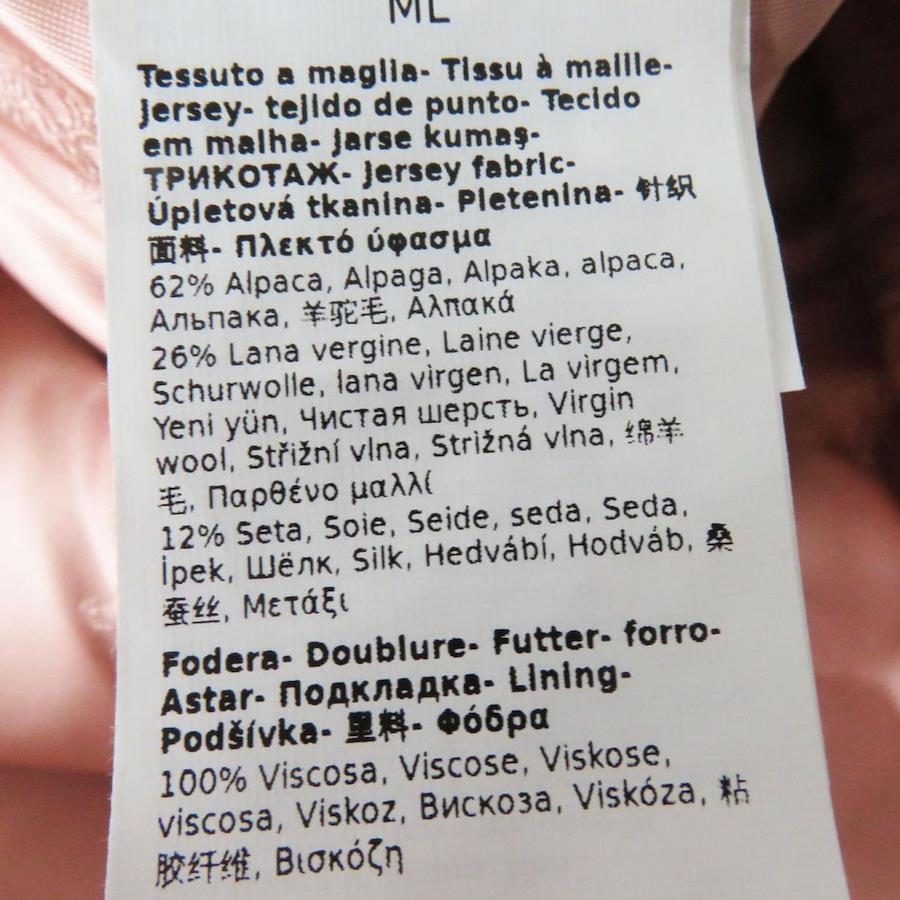 ML
Tessuto a maglia- Tissu à maille-
Jersey- tejido de punto- Tecido
em malha- Jarse kumaş-
ТРИКОТАЖ- Jersey fabric-
Úpletová tkanina- Pletenina- 针织
面料- Πλεκτό ύφασμα
62% Alpaca, Alpaga, Alpaka, alpaca,
Альпака, 羊驼毛, Αλπακά
26% Lana vergine, Laine vierge,
Schurwolle, lana virgen, La virgem,
Yeni yün, Чистая шерсть, Virgin
wool, Střižní vlna, Strižná vlna, 绵羊
毛, Παρθένο μαλλί
12% Seta, Soie, Seide, seda, Seda,
İpek, Шёлк, Silk, Hedvábí, Hodváb, 桑
蚕丝, Μετάξι
Fodera- Doublure- Futter- forro-
Astar- Подкладка- Lining-
Podšívka- 里料- Φόδρα
100% Viscosa, Viscose, Viskose,
viscosa, Viskoz, Вискоза, Viskóza, 粘
胶纤维, Βισκόζη